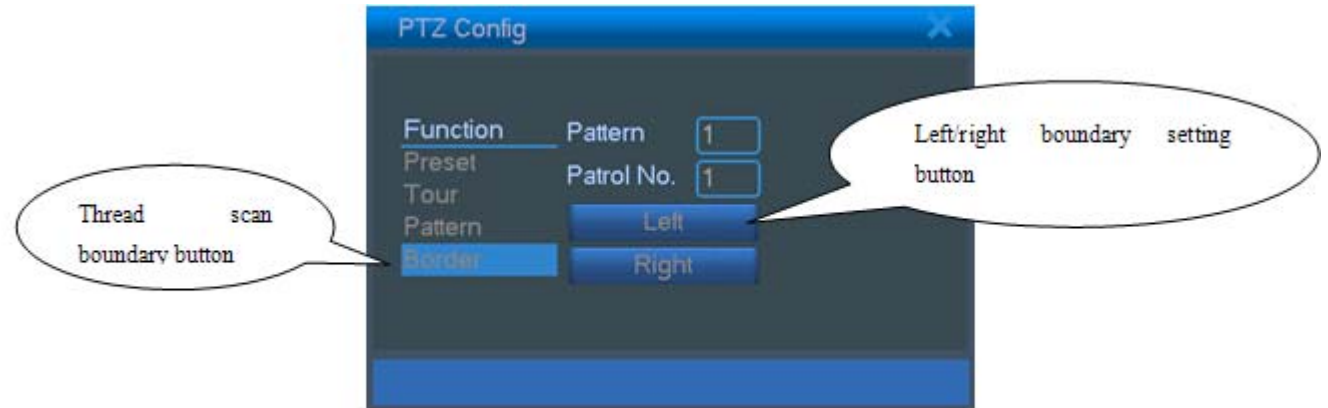 PTZ Config
Function Pattern 1
Preset
Patrol No. 1
Tour
Pattern Left
Border Right
Thread scan
boundary button
Left/right boundary setting
button